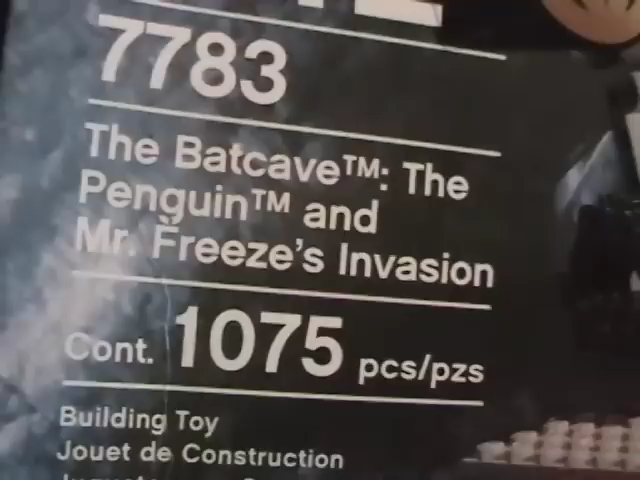 7783
The Batcave™: The
Penguin™ and
Mr. Freeze's Invasion
Cont. 1075 pcs/pzs
Building Toy
Jouet de Construction